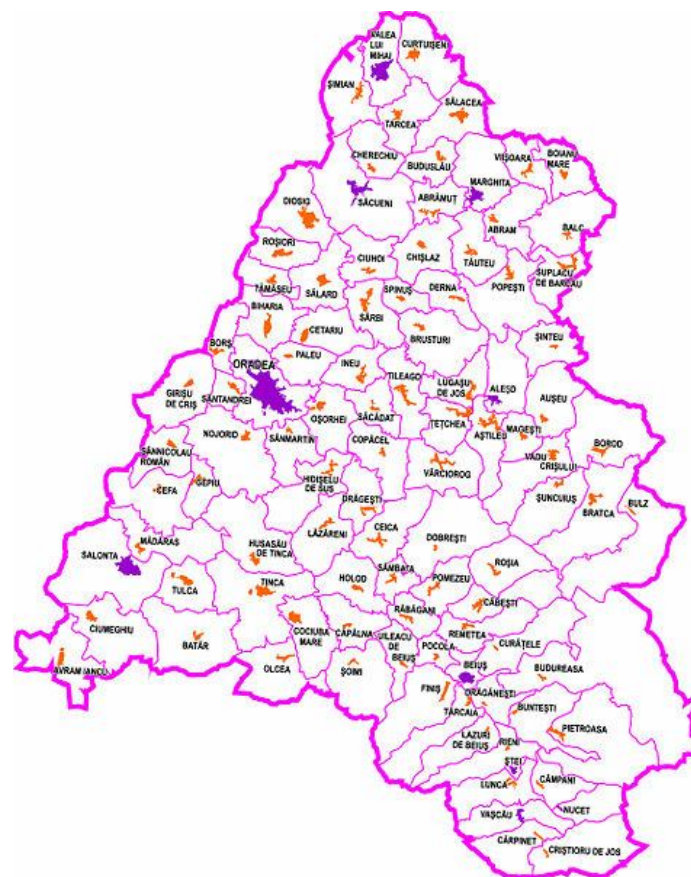 VALEA
LUI
MIHAI
CURTUIȘENI
ȘIMIAN
SĂLACEA
TARCEA
CHERECHIU
BUDUSLĂU
VIIȘOARA
BOIANU
MARE
MARGHITA
SĂCUENI
ABRĂMUȚ
DIOSIG
ABRAM
BALC
ROȘIORI
CIUHOI
CHIȘLAZ
TĂUTEU
SUPLACU
DE BARCĂU
POPEȘTI
TĂMĂȘEU
SĂLARD
SPINUȘ
DERNA
BIHARIA
SÂRBI
CETARIU
BRUSTURI
ȘINTEU
BORȘ
PALEU
ORADEA
INEU
TILEAGD
LUGAȘU
DE JOS
ALEȘD
AUȘEU
GIRIȘU
DE CRIȘ
SÂNTANDREI
OȘORHEI
SĂCĂDAT
ȚEȚCHEA
AȘTILEU
MAGEȘTI
NOJORID
SÂNMARTIN
COPĂCEL
BOROD
SÂNNICOLAU
ROMÂN
VADU
CRIȘULUI
VÂRCIOROG
HIDIȘELU
DE SUS
GEPIU
CEFA
ȘUNCUIUȘ
BRATCA
BULZ
DRĂGEȘTI
LĂZĂRENI
CEICA
MĂDĂRAS
DOBREȘTI
HUSASĂU
DE TINCA
SALONTA
ROȘIA
SÂMBATA
TULCA
TINCA
HOLOD
POMEZEU
CĂBEȘTI
RĂBĂGANI
CIUMEGHIU
COCIUBA
MARE
CĂPÂLNA
UILEACU
DE
BEIUȘ
REMETEA
BATĂR
POCOLA
CURĂȚELE
OLCEA
ȘOIMI
BEIUȘ
BUDUREASA
AVRAM IANCU
FINIȘ
DRĂGĂNEȘTI
TĂRCAIA
BUNTEȘTI
PIETROASA
LAZURI
DE BEIUȘ
RIENI
ȘTEI
LUNCA
CÂMPANI
NUCET
VAȘCĂU
CĂRPINET
CRIȘTIORU DE JOS